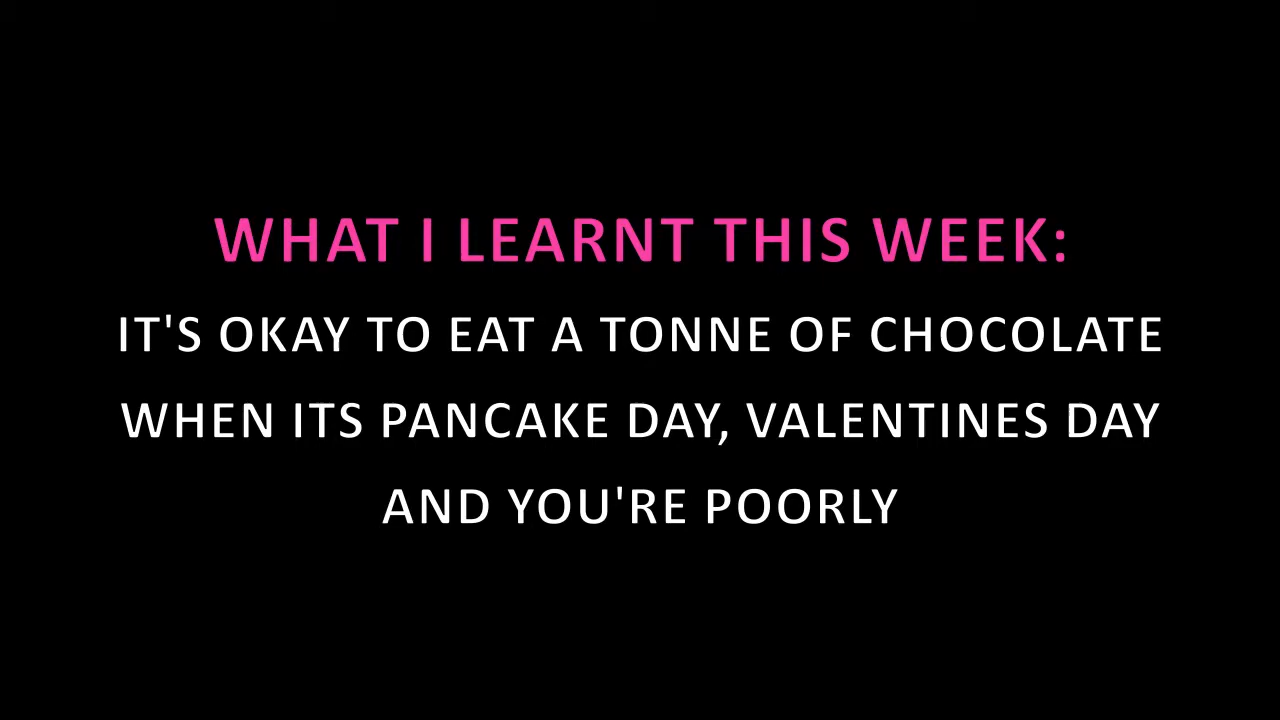 WHAT I LEARNT THIS WEEK:
IT'S OKAY TO EAT A TONNE OF CHOCOLATE
WHEN ITS PANCAKE DAY, VALENTINES DAY
AND YOU'RE POORLY